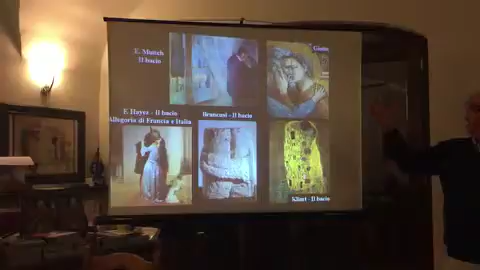 E. Munch
Il bacio
Giotto
F. Hayez - Il bacio
Allegoria di Francia e Italia
Brancusi - Il bacio
Klimt - Il bacio